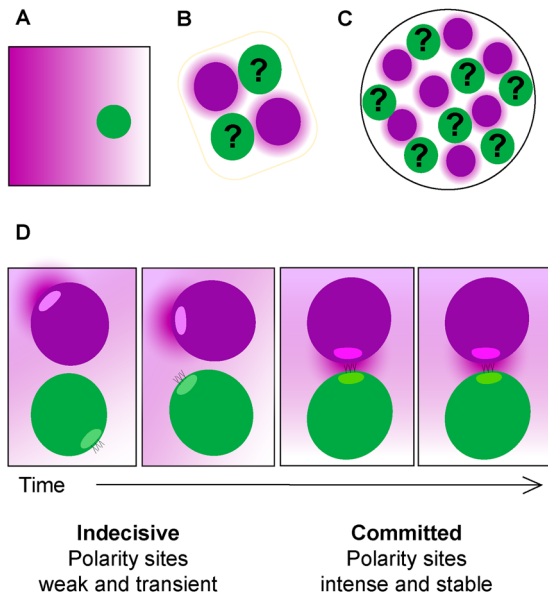 A
B
C
? ?
? ? ? ? ? ? ?
D
Time
Indecisive
Polarity sites
weak and transient
Committed
Polarity sites
intense and stable